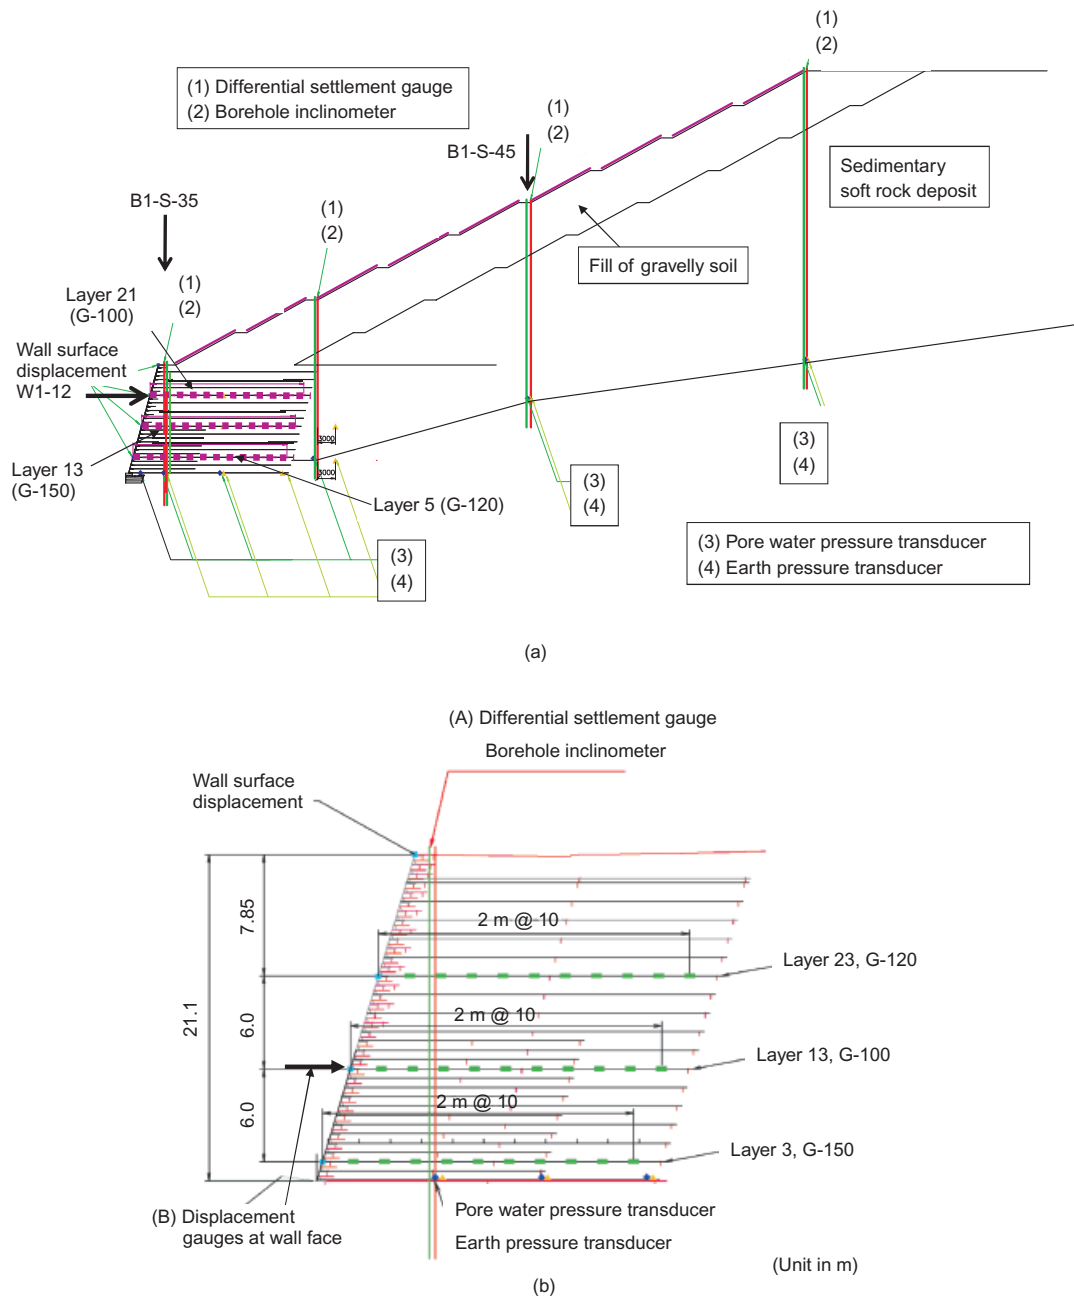 (1)
(2)
(1) Differential settlement gauge
(2) Borehole inclinometer
(1)
(2)
B1-S-45
Sedimentary
soft rock deposit
B1-S-35
(1)
(2)
Fill of gravelly soil
(1)
(2)
Layer 21
(G-100)
Wall surface
displacement
W1-12
3000
3000
Layer 13
(G-150)
Layer 5 (G-120)
(3)
(4)
(3)
(4)
(3)
(4)
(3) Pore water pressure transducer
(4) Earth pressure transducer
(a)
(A) Differential settlement gauge
Borehole inclinometer
Wall surface
displacement
7.85
2 m @ 10
Layer 23, G-120
21.1
6.0
2 m @ 10
Layer 13, G-100
6.0
2 m @ 10
Layer 3, G-150
(B) Displacement
gauges at wall face
Pore water pressure transducer
Earth pressure transducer
(Unit in m)
(b)